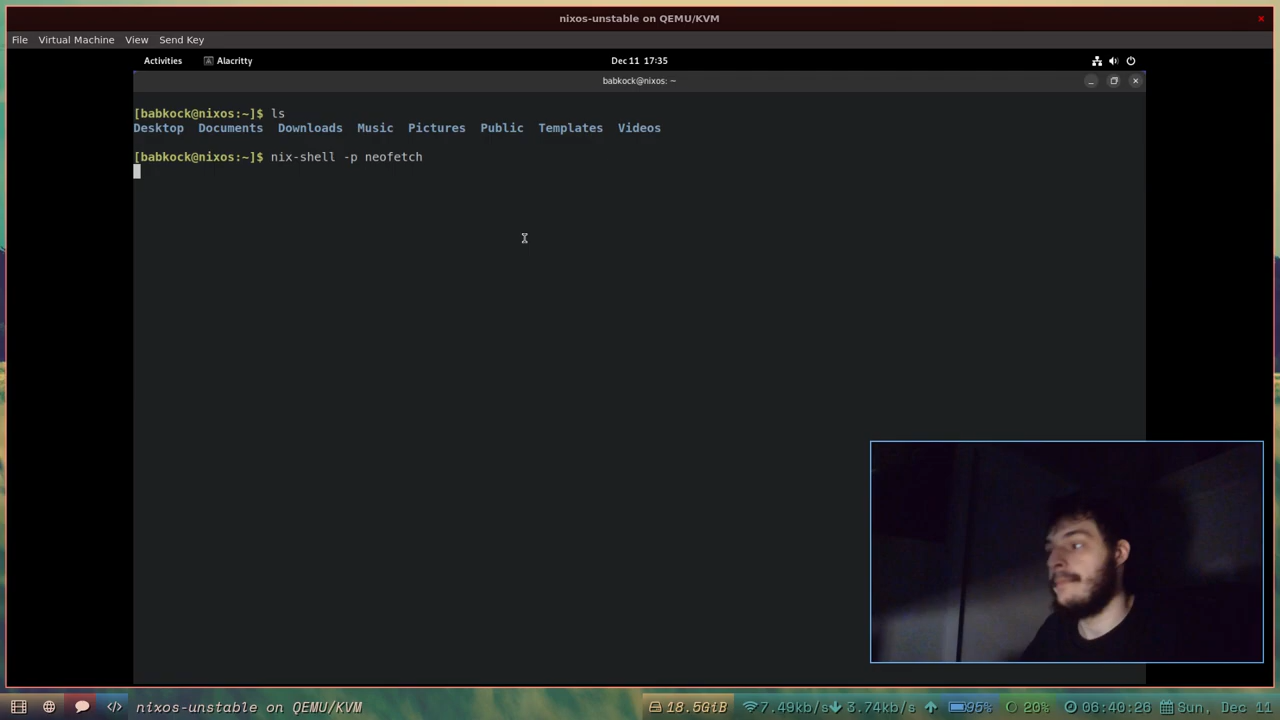 nixos-unstable on QEMU/KVM
File Virtual Machine View Send Key
Activities Alacritty Dec 11 17:35
babkock@nixos: ~
[babkock@nixos:~]$ ls
Desktop Documents Downloads Music Pictures Public Templates Videos
[babkock@nixos:~]$ nix-shell -p neofetch
nixos-unstable on QEMU/KVM 18.5GiB 7.49kb/s 3.74kb/s 95% 20% 06:40:26 Sun, Dec 11